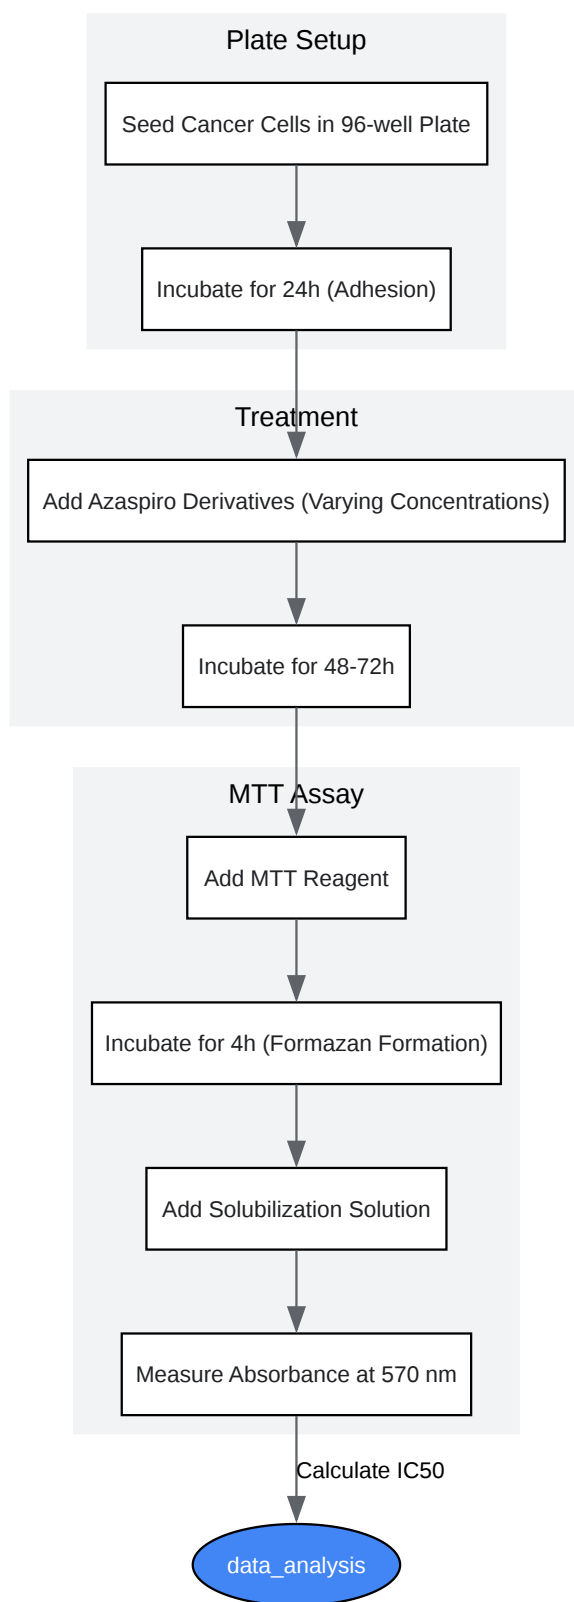 Plate Setup
Seed Cancer Cells in 96-well Plate
Incubate for 24h (Adhesion)
Treatment
Add Azaspiro Derivatives (Varying Concentrations)
Incubate for 48-72h
MTT Assay
Add MTT Reagent
Incubate for 4h (Formazan Formation)
Add Solubilization Solution
Measure Absorbance at 570 nm
Calculate IC50
data_analysis